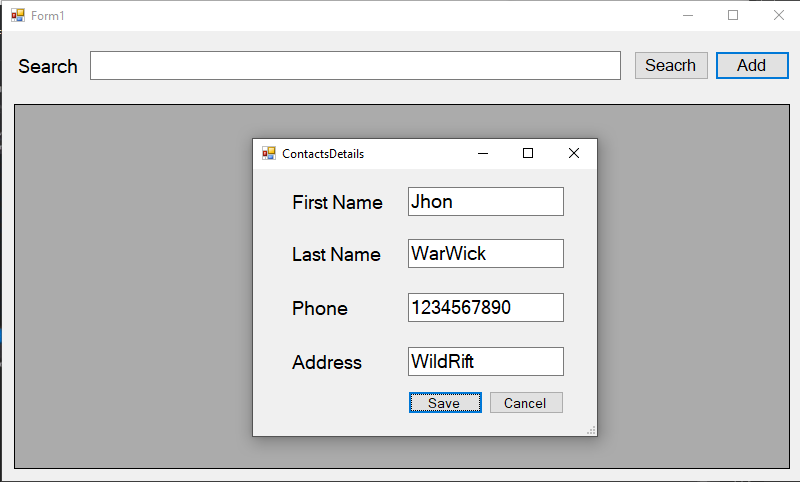 Form1
Search Seacrh Add
ContactsDetails
First Name Jhon
Last Name WarWick
Phone 1234567890
Address WildRift
Save Cancel